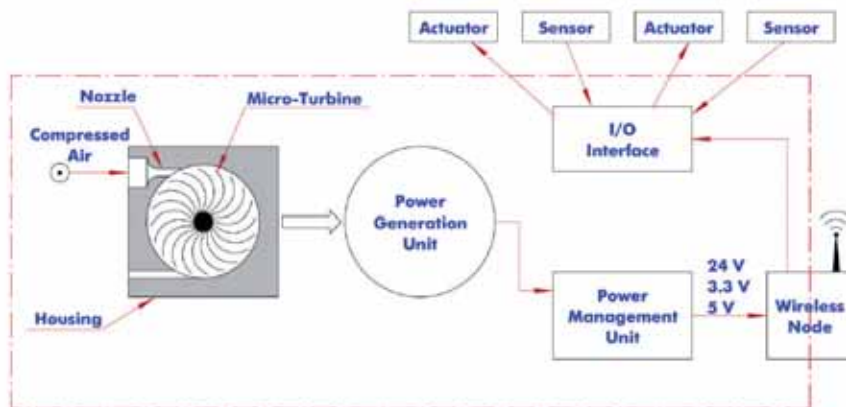 Actuator
Sensor
Actuator
Sensor
Nozzle
Micro-Turbine
Compressed
Air
I/O
Interface
Power
Generation
Unit
24 V
3.3 V
5 V
Power
Management
Unit
Wireless
Node
Housing